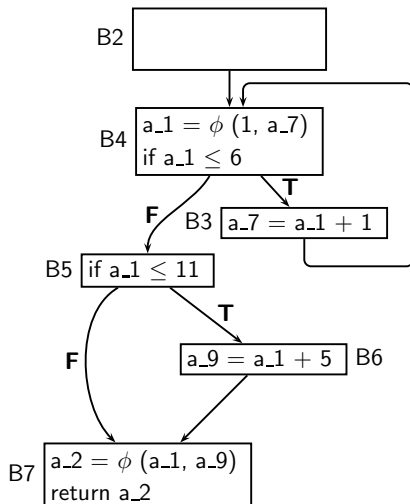 B2
B4
a_1 = ϕ (1, a_7)
if a_1 ≤ 6
F
T
B3
a_7 = a_1 + 1
B5
if a_1 ≤ 11
F
T
a_9 = a_1 + 5
B6
B7
a_2 = ϕ (a_1, a_9)
return a_2